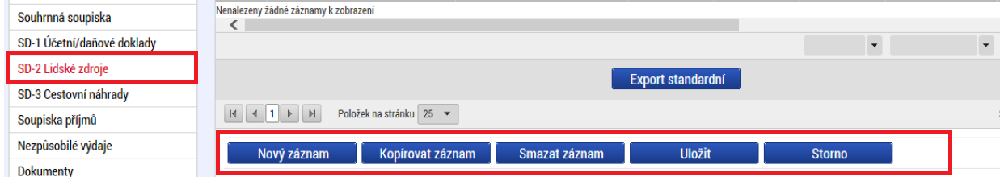 Souhrnná soupiska
SD-1 Účetní/daňové doklady
SD-2 Lidské zdroje
SD-3 Cestovní náhrady
Soupiska příjmů
Nezpůsobilé výdaje
Dokumenty
Nenalezeny žádné záznamy k zobrazení
Export standardní
1 Položek na stránku 25
Nový záznam Kopírovat záznam Smazat záznam Uložit Storno